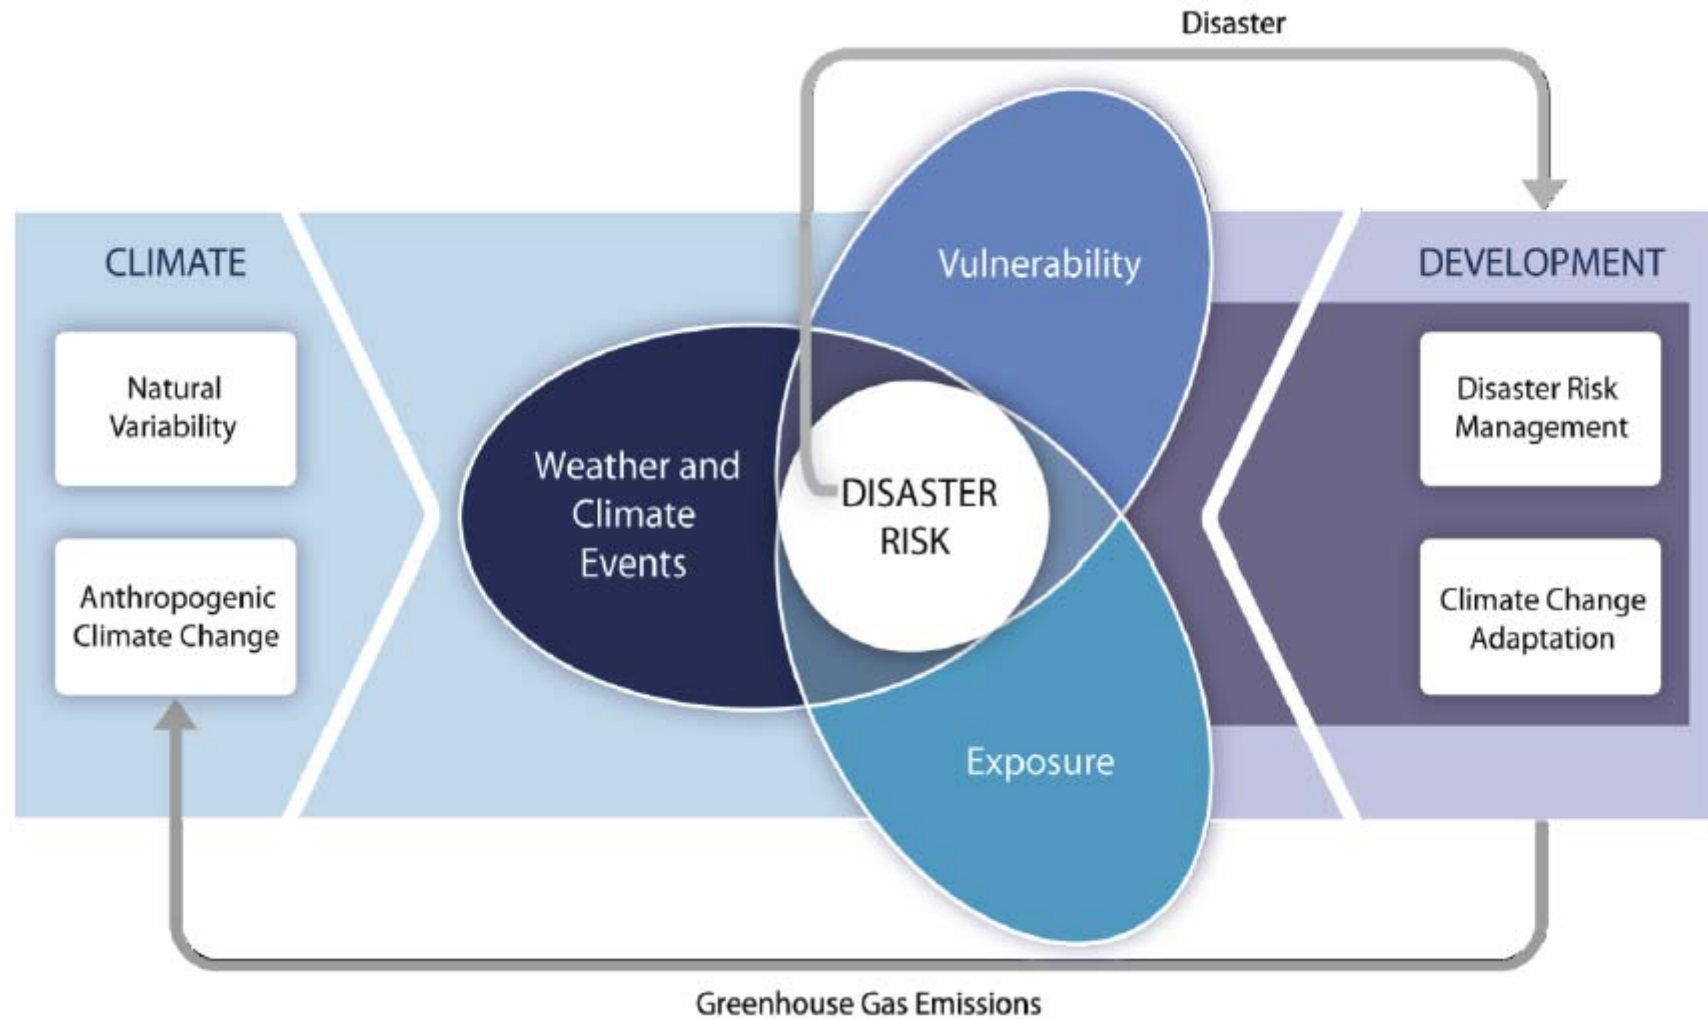 Disaster
CLIMATE
Natural
Variability
Anthropogenic
Climate Change
Weather and
Climate
Events
Vulnerability
DISASTER
RISK
Exposure
DEVELOPMENT
Disaster Risk
Management
Climate Change
Adaptation
Greenhouse Gas Emissions